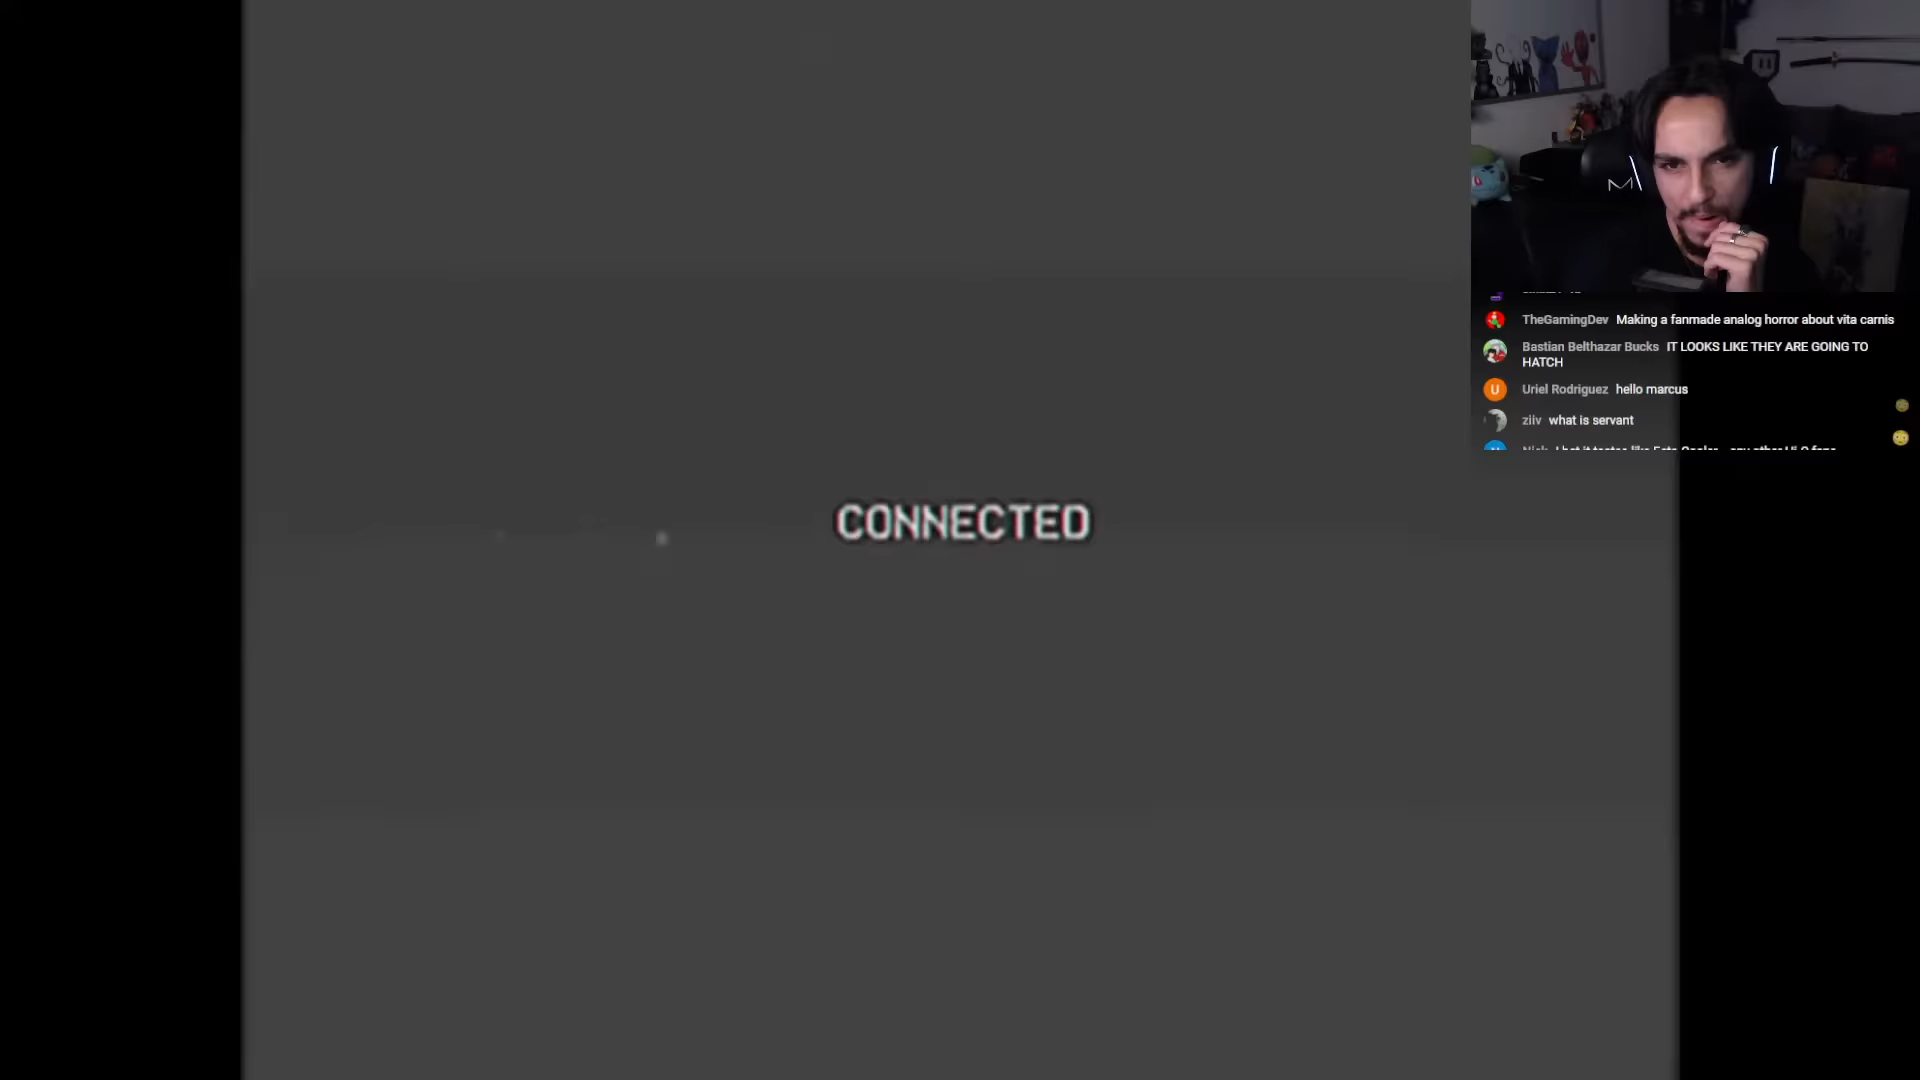 CONNECTED
TheGamingDev Making a fanmade analog horror about vita carnis
Bastian Belthazar Bucks IT LOOKS LIKE THEY ARE GOING TO
HATCH
Uriel Rodriguez hello marcus
ziiv what is servant